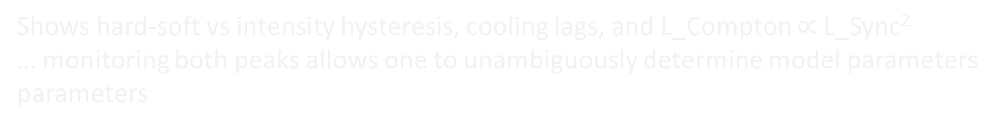 Shows hard-soft vs intensity hysteresis, cooling lags, and L_Compton ∝ L_Sync²
... monitoring both peaks allows one to unambiguously determine model parameters
parameters